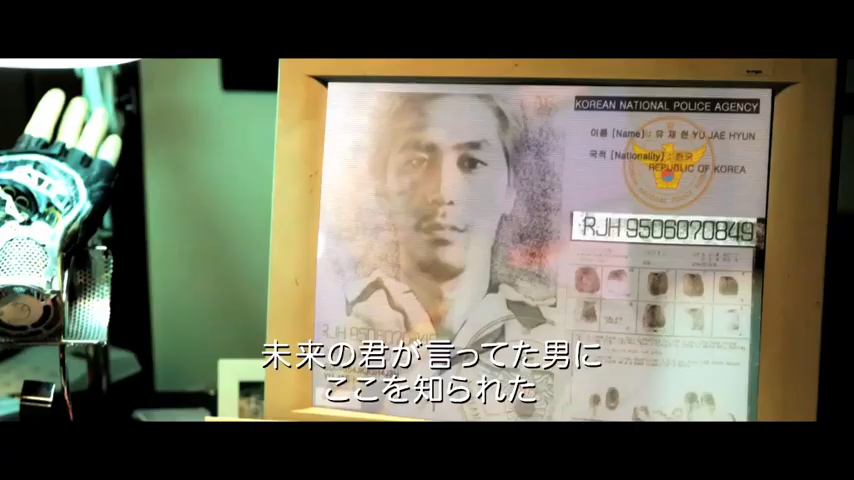 KOREAN NATIONAL POLICE AGENCY
이름 [Name] : 유 재 현 YU JAE HYUN
국적 [Nationality] : 한국
REPUBLIC OF KOREA
RJH 9506070849
未来の君が言ってた男に
ここを知られた